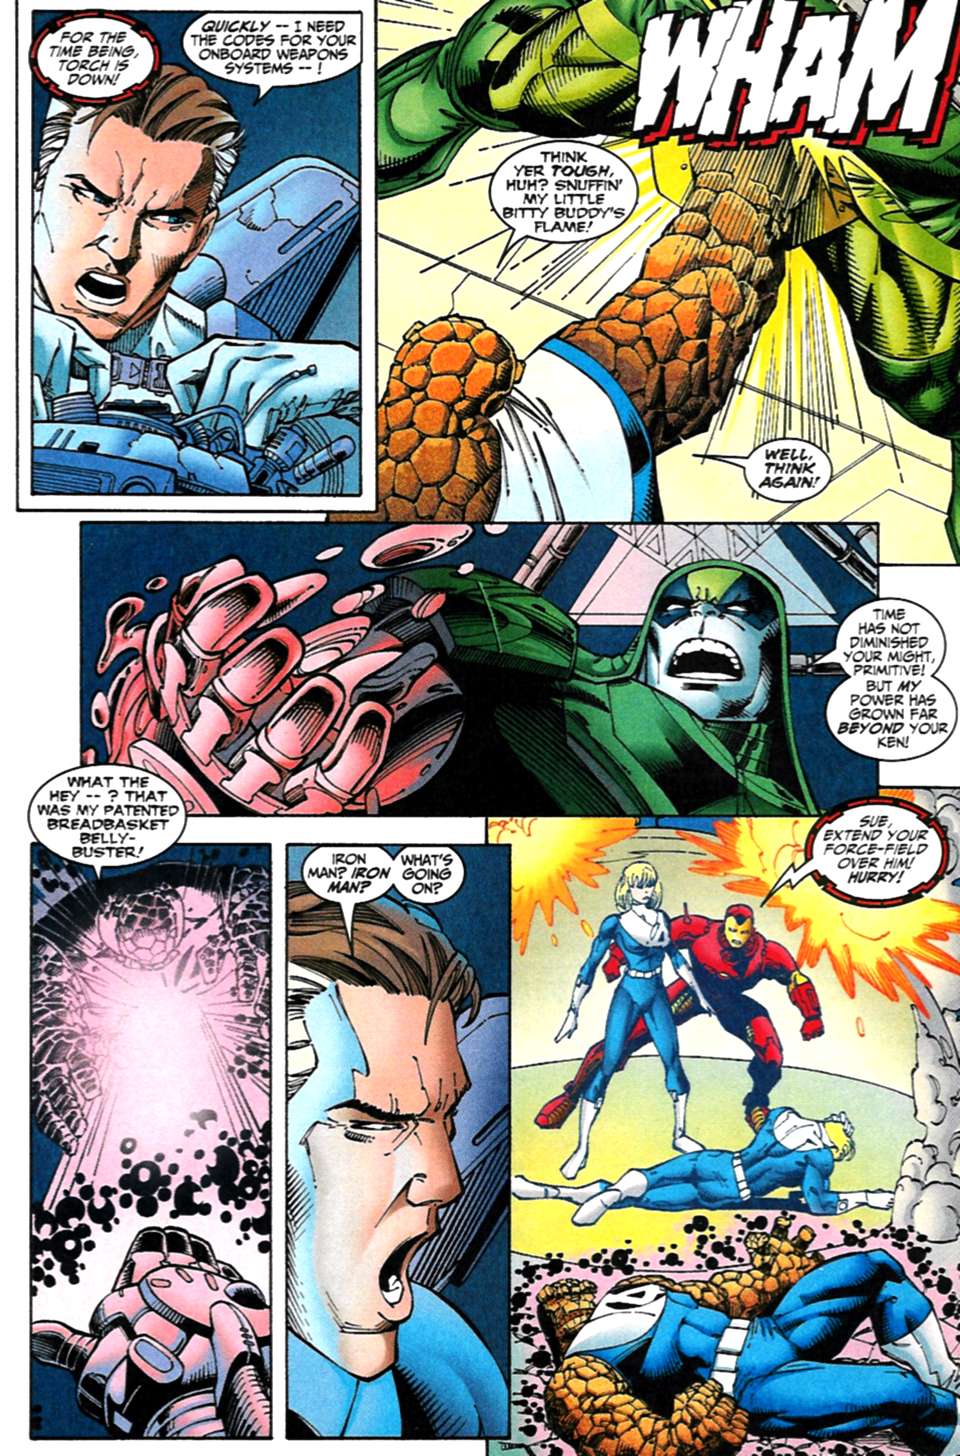 FOR THE
TIME BEING,
TORCH IS
DOWN!
QUICKLY -- I NEED
THE CODES FOR YOUR
ONBOARD WEAPONS
SYSTEMS -- !
WHAM
THINK
YER TOUGH,
HUH? SNUFFIN'
MY LITTLE
BITTY BUDDY'S
FLAME!
WELL,
THINK
AGAIN!
TIME
HAS NOT
DIMINISHED
YOUR MIGHT,
PRIMITIVE!
BUT MY
POWER HAS
GROWN FAR
BEYOND YOUR
KEN!
WHAT THE
HEY -- ? THAT
WAS MY PATENTED
BREADBASKET
BELLY-
BUSTER!
IRON
MAN? IRON
MAN?
WHAT'S
GOING
ON?
SUE,
EXTEND YOUR
FORCE-FIELD
OVER HIM!
HURRY!
4